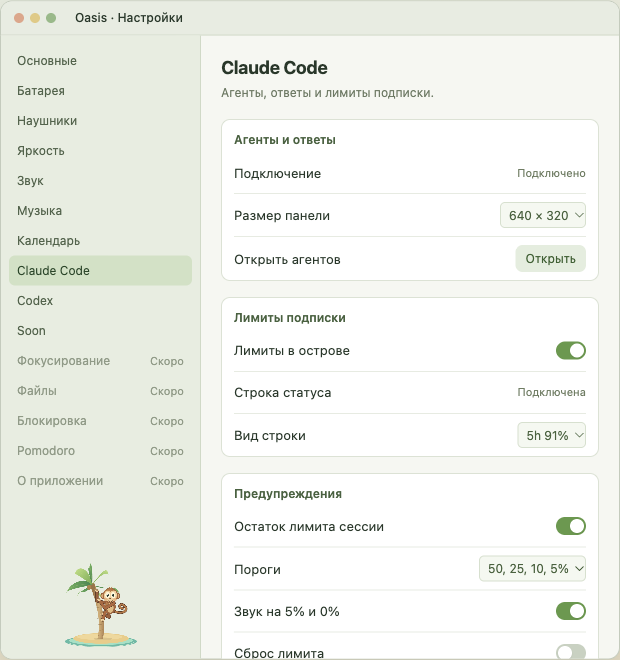 Oasis · Настройки
Основные
Батарея
Наушники
Яркость
Звук
Музыка
Календарь
Claude Code
Codex
Soon
Фокусирование Скоро
Файлы Скоро
Блокировка Скоро
Pomodoro Скоро
О приложении Скоро
Claude Code
Агенты, ответы и лимиты подписки.
Агенты и ответы
Подключение Подключено
Размер панели 640 × 320
Открыть агентов Открыть
Лимиты подписки
Лимиты в острове
Строка статуса Подключена
Вид строки 5h 91%
Предупреждения
Остаток лимита сессии
Пороги 50, 25, 10, 5%
Звук на 5% и 0%
Сброс лимита